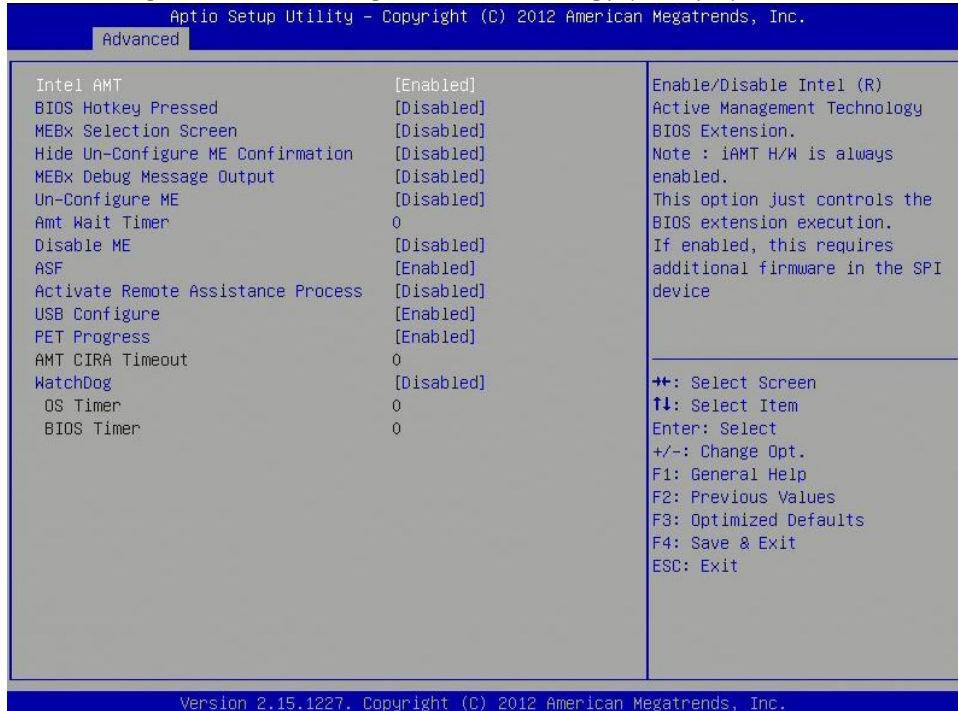 Aptio Setup Utility – Copyright (C) 2012 American Megatrends, Inc.
Advanced
Intel AMT [Enabled]
BIOS Hotkey Pressed [Disabled]
MEBx Selection Screen [Disabled]
Hide Un-Configure ME Confirmation [Disabled]
MEBx Debug Message Output [Disabled]
Un-Configure ME [Disabled]
Amt Wait Timer 0
Disable ME [Disabled]
ASF [Enabled]
Activate Remote Assistance Process [Disabled]
USB Configure [Enabled]
PET Progress [Enabled]
AMT CIRA Timeout 0
WatchDog [Disabled]
OS Timer 0
BIOS Timer 0
Enable/Disable Intel (R)
Active Management Technology
BIOS Extension.
Note : iAMT H/W is always
enabled.
This option just controls the
BIOS extension execution.
If enabled, this requires
additional firmware in the SPI
device
→←: Select Screen
↑↓: Select Item
Enter: Select
+/-: Change Opt.
F1: General Help
F2: Previous Values
F3: Optimized Defaults
F4: Save & Exit
ESC: Exit
Version 2.15.1227. Copyright (C) 2012 American Megatrends, Inc.